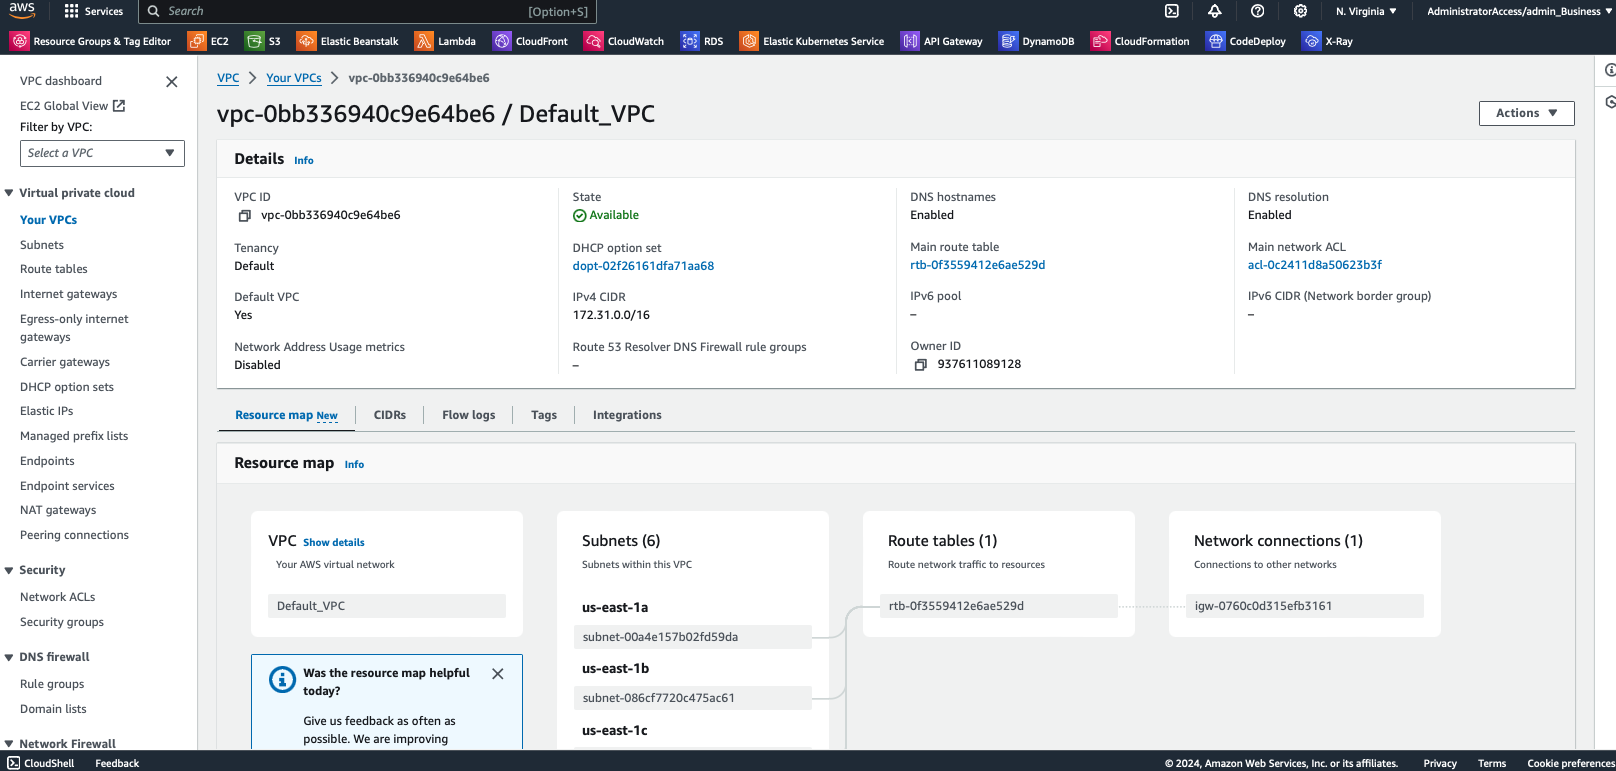 aws
Services
Search
[Option+S]
N. Virginia
AdministratorAccess/admin_Business
Resource Groups & Tag Editor
EC2
S3
Elastic Beanstalk
Lambda
CloudFront
CloudWatch
RDS
Elastic Kubernetes Service
API Gateway
DynamoDB
CloudFormation
CodeDeploy
X-Ray
VPC dashboard
EC2 Global View
Filter by VPC:
Select a VPC
Virtual private cloud
Your VPCs
Subnets
Route tables
Internet gateways
Egress-only internet
gateways
Carrier gateways
DHCP option sets
Elastic IPs
Managed prefix lists
Endpoints
Endpoint services
NAT gateways
Peering connections
Security
Network ACLs
Security groups
DNS firewall
Rule groups
Domain lists
Network Firewall
VPC
Your VPCs
vpc-0bb336940c9e64be6
vpc-0bb336940c9e64be6 / Default_VPC
Actions
Details Info
VPC ID
vpc-0bb336940c9e64be6
State
Available
DNS hostnames
Enabled
DNS resolution
Enabled
Tenancy
Default
DHCP option set
dopt-02f26161dfa71aa68
Main route table
rtb-0f3559412e6ae529d
Main network ACL
acl-0c2411d8a50623b3f
Default VPC
Yes
IPv4 CIDR
172.31.0.0/16
IPv6 pool
–
IPv6 CIDR (Network border group)
–
Network Address Usage metrics
Disabled
Route 53 Resolver DNS Firewall rule groups
–
Owner ID
937611089128
Resource map New
CIDRs
Flow logs
Tags
Integrations
Resource map Info
VPC Show details
Your AWS virtual network
Default_VPC
Was the resource map helpful
today?
Give us feedback as often as
possible. We are improving
Subnets (6)
Subnets within this VPC
us-east-1a
subnet-00a4e157b02fd59da
us-east-1b
subnet-086cf7720c475ac61
us-east-1c
Route tables (1)
Route network traffic to resources
rtb-0f3559412e6ae529d
Network connections (1)
Connections to other networks
igw-0760c0d315efb3161
CloudShell
Feedback
© 2024, Amazon Web Services, Inc. or its affiliates.
Privacy
Terms
Cookie preferences